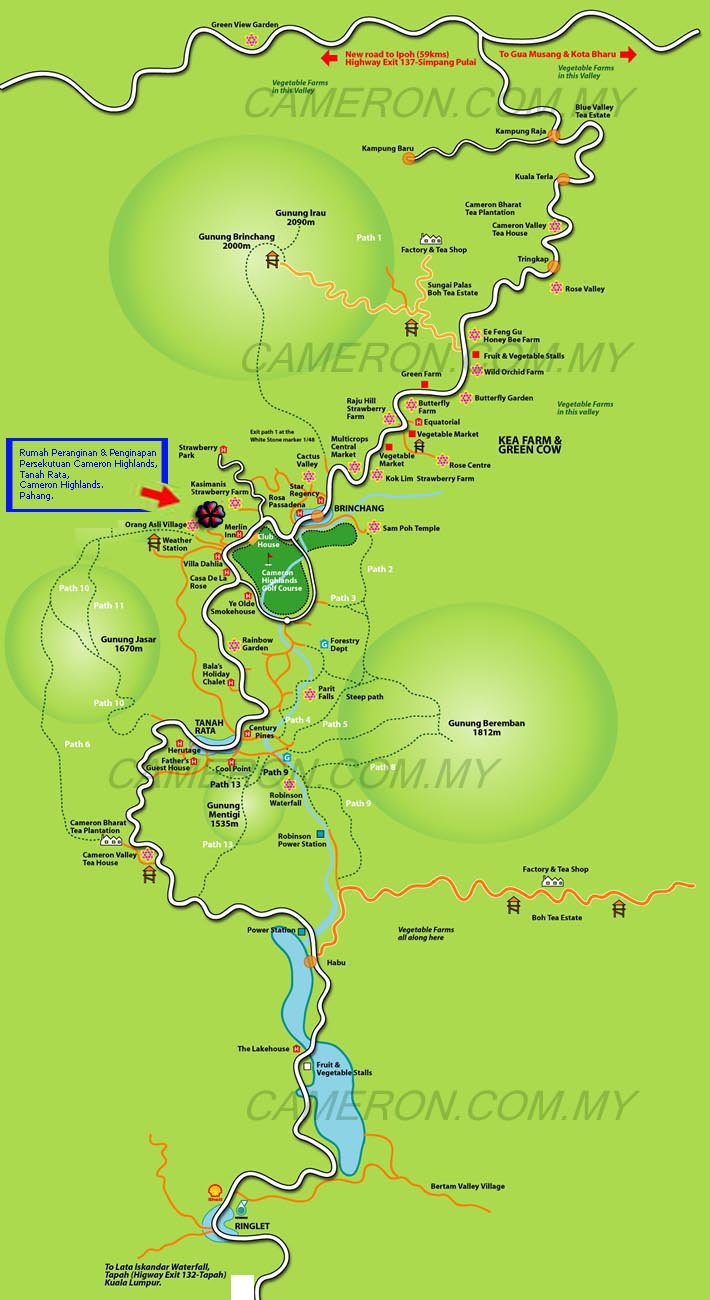 Green View Garden
New road to Ipoh (59kms)
Highway Exit 137-Simpang Pulai
To Gua Musang & Kota Bharu
Vegetable Farms
in this Valley
Vegetable Farms
in this Valley
CAMERON.COM.MY
Blue Valley
Tea Estate
Kampung Raja
Kampung Baru
Kuala Terla
Cameron Bharat
Tea Plantation
Cameron Valley
Tea House
Gunung Irau
2090m
Gunung Brinchang
2000m
Path 1
Factory & Tea Shop
Tringkap
Sungai Palas
Boh Tea Estate
Rose Valley
Ee Feng Gu
Honey Bee Farm
CAMERON.COM.MY
Fruit & Vegetable Stalls
Green Farm
Wild Orchid Farm
Raju Hill
Strawberry
Farm
Butterfly
Farm
Butterfly Garden
Vegetable Farms
in this valley
Equatorial
Vegetable Market
Exit path 1 at the
White Stone marker 1/48
Multicrops
Central
Market
KEA FARM &
GREEN COW
Strawberry
Park
Cactus
Valley
Vegetable
Market
Rose Centre
Rumah Peranginan & Penginapan
Persekutuan Cameron Highlands,
Tanah Rata,
Cameron Highlands.
Pahang.
Kok Lim Strawberry Farm
Kasimanis
Strawberry Farm
Star
Regency
Rosa
Passadena
BRINCHANG
Orang Asli Village
Merlin
Inn
Sam Poh Temple
Weather
Station
Club
House
Villa Dahlia
Cameron
Highlands
Golf Course
Casa De La
Rose
Path 2
Path 10
Path 11
Ye Olde
Smokehouse
Path 3
Gunung Jasar
1670m
Rainbow
Garden
Forestry
Dept
Bala's
Holiday
Chalet
Parit
Falls
Steep path
Path 10
TANAH
RATA
Path 4
Path 5
Gunung Beremban
1812m
Century
Pines
Path 6
Herutage
Father's
Guest House
Cool Point
Path 9
Path 8
CAMERON.COM.MY
Path 13
Robinson
Waterfall
Path 9
Gunung
Mentigi
1535m
Cameron Bharat
Tea Plantation
Robinson
Power Station
Path 13
Cameron Valley
Tea House
Factory & Tea Shop
Boh Tea Estate
Power Station
Vegetable Farms
all along here
Habu
The Lakehouse
Fruit &
Vegetable Stalls
CAMERON.COM.MY
Bertam Valley Village
Shell
RINGLET
To Lata Iskandar Waterfall,
Tapah (Higway Exit 132-Tapah)
Kuala Lumpur.